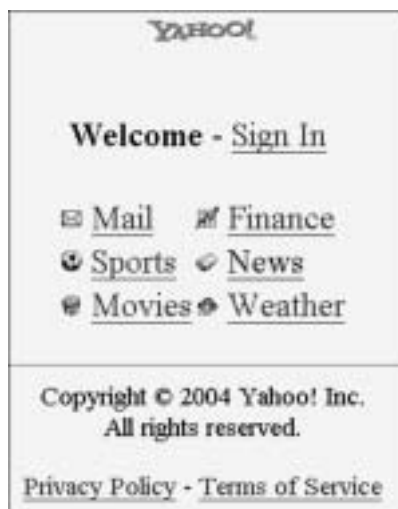 YAHOO!
Welcome - Sign In
Mail Finance
Sports News
Movies Weather
Copyright © 2004 Yahoo! Inc.
All rights reserved.
Privacy Policy - Terms of Service